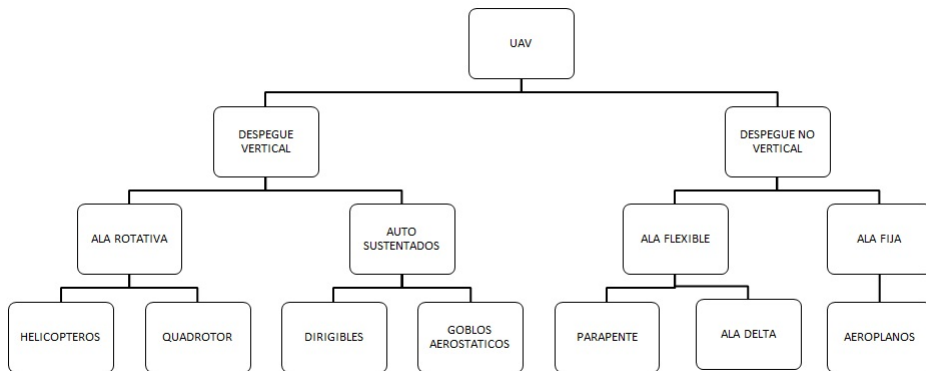 UAV
DESPEGUE
VERTICAL
DESPEGUE NO
VERTICAL
ALA ROTATIVA
AUTO
SUSTENTADOS
ALA FLEXIBLE
ALA FIJA
HELICOPTEROS
QUADROTOR
DIRIGIBLES
GOBLOS
AEROSTATICOS
PARAPENTE
ALA DELTA
AEROPLANOS